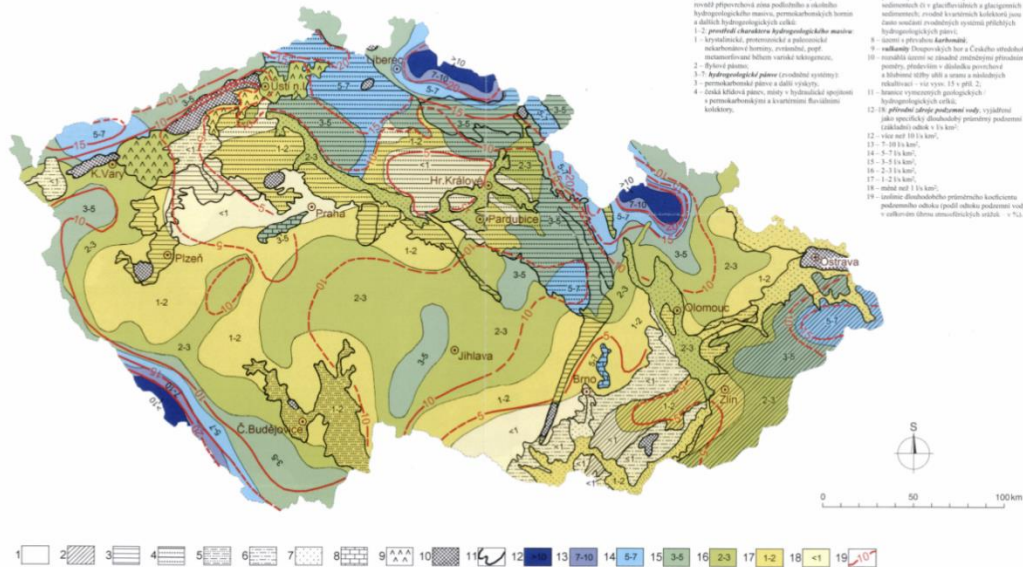 rovněž přípovrchová zóna podložního a okolního
hydrogeologického masivu, permokarbonských hornin
a dalších hydrogeologických celků:
1–2: prostředí charakteru hydrogeologického masivu:
1 – krystalinické, proterozoické a paleozoické
nekarbonátové horniny, zvrásněné, popř.
metamorfované během variské tektogeneze,
2 – flyšové pásmo;
3–7: hydrogeologické pánve (zvodněné systémy):
3 – permokarbonské pánve a další výskyty,
4 – česká křídová pánev, místy v hydraulické spojitosti
s permokarbonskými a kvartérními fluviálními
kolektory,
sedimentech či v glacifluviálních a glacigenních
sedimentech; zvodně kvartérních kolektorů jsou
často součástí zvodněných systémů přilehlých
hydrogeologických pánví;
8 – území s převahou karbonátů,
9 – vulkanity Doupovských hor a Českého středohoří,
10 – rozsáhlá území se zásadně změněnými přírodními
poměry, především v důsledku povrchové
a hlubinné těžby uhlí a uranu a následných
rekultivací – viz vysv. 15 v příl. 2,
11 – hranice vymezených geologických /
hydrogeologických celků,
12–18: přírodní zdroje podzemní vody, vyjádřené
jako specifický dlouhodobý průměrný podzemní
(základní) odtok v l/s km²:
12 – více než 10 l/s km²,
13 – 7–10 l/s km²,
14 – 5–7 l/s km²,
15 – 3–5 l/s km²,
16 – 2–3 l/s km²,
17 – 1–2 l/s km²,
18 – méně než 1 l/s km²;
19 – izolinie dlouhodobého průměrného koeficientu
podzemního odtoku (podíl odtoku podzemní vody
v celkovém úhrnu atmosférických srážek – v %).
Liberec
>10
7-10
5-7
Ústí n.L.
K.Vary
Praha
Hr.Králové
Pardubice
Plzeň
Ostrava
Olomouc
Jihlava
Brno
Zlín
Č.Budějovice
<1
1-2
2-3
3-5
5-7
7-10
>10
5
10
15
20
S
0 50 100 km
1 2 3 4 5 6 7 8 9 10 11 12 >10 13 7-10 14 5-7 15 3-5 16 2-3 17 1-2 18 <1 19 10